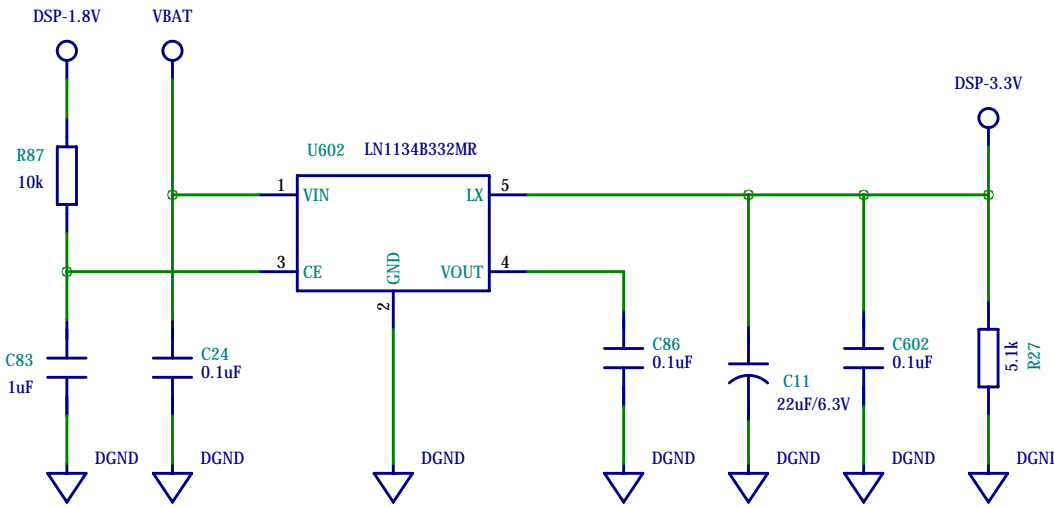 DSP-1.8V
VBAT
DSP-3.3V
U602 LN1134B332MR
R87
10k
1
VIN
LX
5
3
CE
GND
VOUT
4
2
C83
1uF
C24
0.1uF
C86
0.1uF
C11
22uF/6.3V
C602
0.1uF
5.1k
R27
DGND
DGND
DGND
DGND
DGND
DGND
DGND